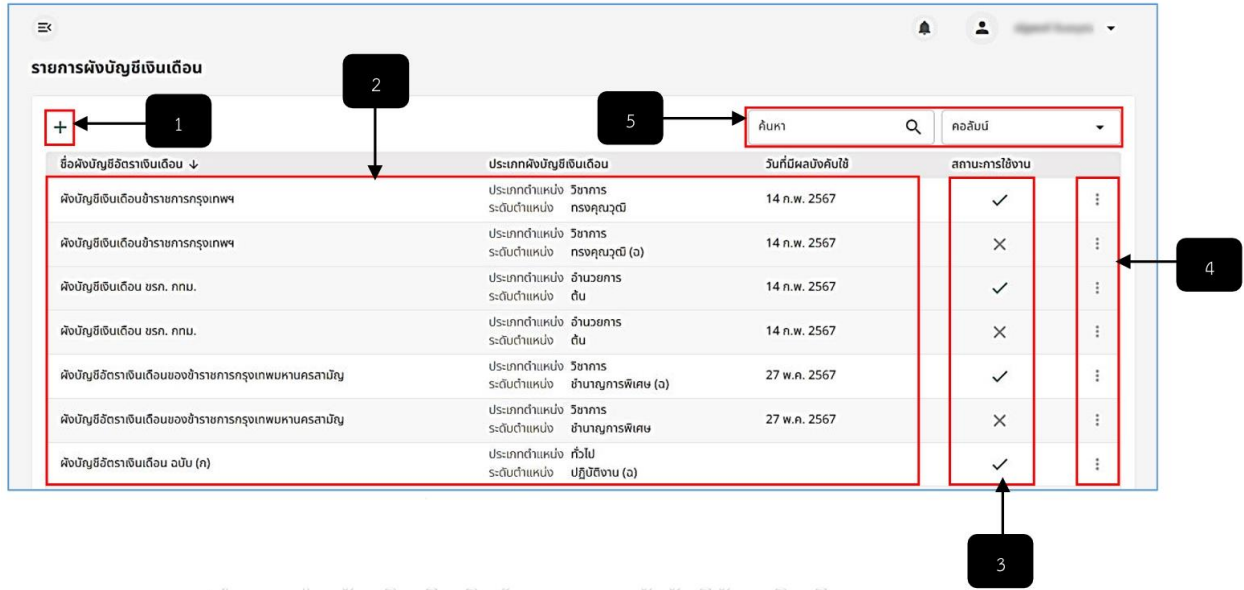 รายการผังบัญชีเงินเดือน
2
1
5
ค้นหา
คอลัมน์
ชื่อผังบัญชีอัตราเงินเดือน ประเภทผังบัญชีเงินเดือน วันที่มีผลบังคับใช้ สถานะการใช้งาน
ผังบัญชีเงินเดือนข้าราชการกรุงเทพฯ ประเภทตำแหน่ง วิชาการ 14 ก.พ. 2567
ระดับตำแหน่ง ทรงคุณวุฒิ
ผังบัญชีเงินเดือนข้าราชการกรุงเทพฯ ประเภทตำแหน่ง วิชาการ 14 ก.พ. 2567
ระดับตำแหน่ง ทรงคุณวุฒิ (ฉ)
4
ผังบัญชีเงินเดือน ขรก. กทม. ประเภทตำแหน่ง อำนวยการ 14 ก.พ. 2567
ระดับตำแหน่ง ต้น
ผังบัญชีเงินเดือน ขรก. กทม. ประเภทตำแหน่ง อำนวยการ 14 ก.พ. 2567
ระดับตำแหน่ง ต้น
ผังบัญชีอัตราเงินเดือนของข้าราชการกรุงเทพมหานครสามัญ ประเภทตำแหน่ง วิชาการ 27 พ.ค. 2567
ระดับตำแหน่ง ชำนาญการพิเศษ (ฉ)
ผังบัญชีอัตราเงินเดือนของข้าราชการกรุงเทพมหานครสามัญ ประเภทตำแหน่ง วิชาการ 27 พ.ค. 2567
ระดับตำแหน่ง ชำนาญการพิเศษ
ผังบัญชีอัตราเงินเดือน ฉบับ (ก) ประเภทตำแหน่ง ทั่วไป
ระดับตำแหน่ง ปฏิบัติงาน (ฉ)
3